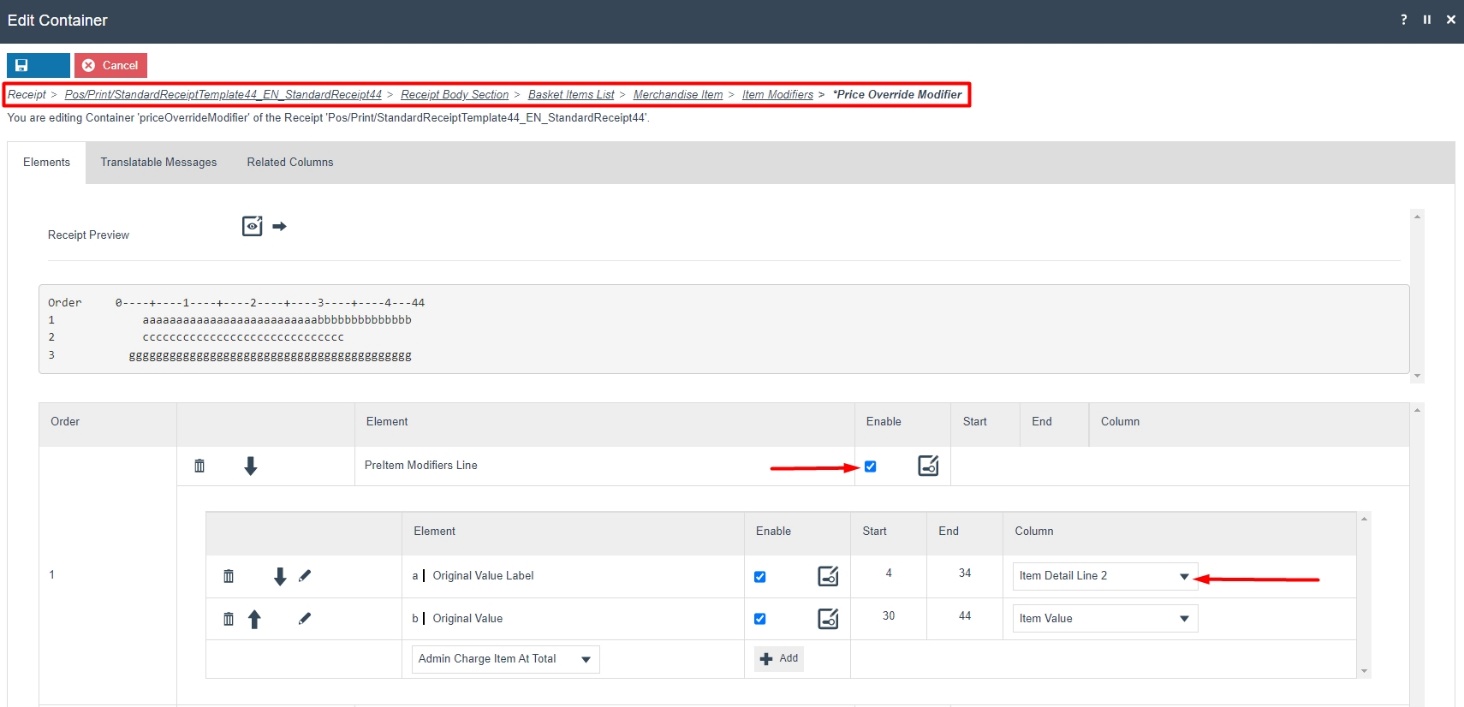 Edit Container
?
Cancel
Receipt > Pos/Print/StandardReceiptTemplate44_EN_StandardReceipt44 > Receipt Body Section > Basket Items List > Merchandise Item > Item Modifiers > *Price Override Modifier
You are editing Container 'priceOverrideModifier' of the Receipt 'Pos/Print/StandardReceiptTemplate44_EN_StandardReceipt44'.
Elements Translatable Messages Related Columns
Receipt Preview
Order 0----+----1----+----2----+----3----+----4---44
1 aaaaaaaaaaaaaaaaaaaaaaaaaabbbbbbbbbbbbbb
2 cccccccccccccccccccccccccccccc
3 gggggggggggggggggggggggggggggggggggggggggg
Order Element Enable Start End Column
PreItem Modifiers Line
Element Enable Start End Column
1
a Original Value Label 4 34 Item Detail Line 2
b Original Value 30 44 Item Value
Admin Charge Item At Total Add